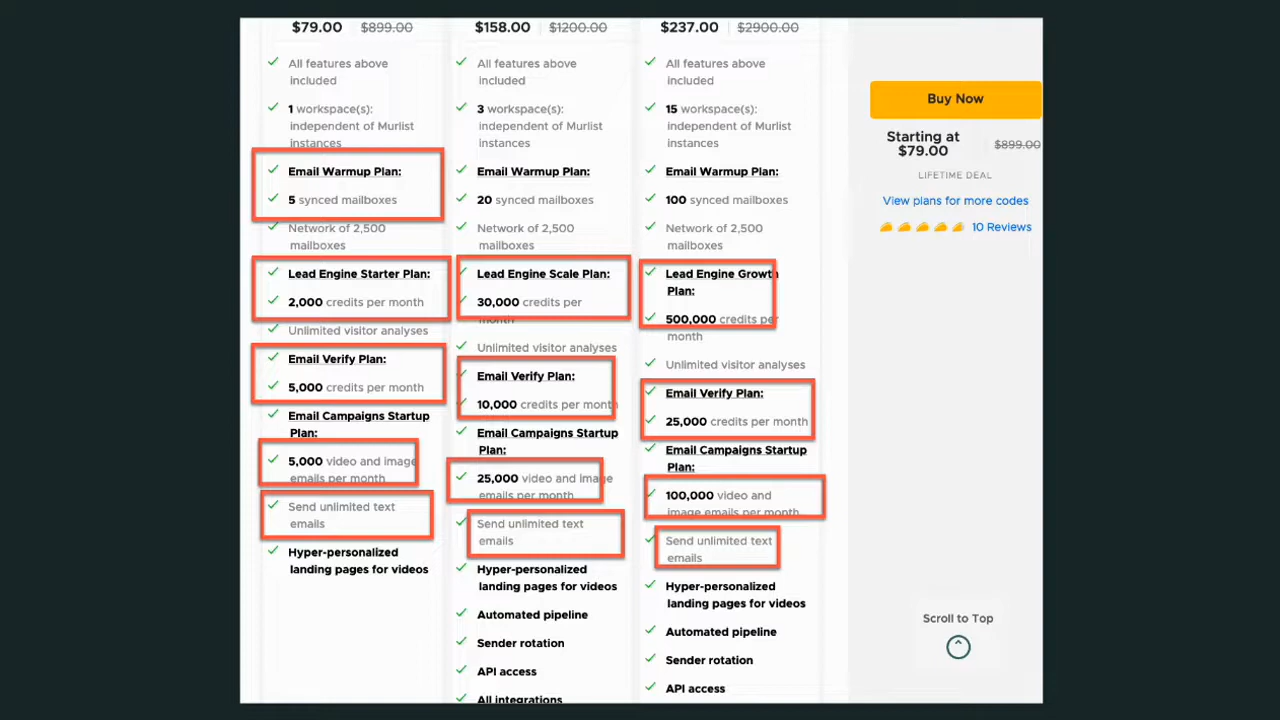 $79.00 $899.00
All features above
included
1 workspace(s):
independent of Murlist
instances
Email Warmup Plan:
5 synced mailboxes
Network of 2,500
mailboxes
Lead Engine Starter Plan:
2,000 credits per month
Unlimited visitor analyses
Email Verify Plan:
5,000 credits per month
Email Campaigns Startup
Plan:
5,000 video and image
emails per month
Send unlimited text
emails
Hyper-personalized
landing pages for videos
$158.00 $1200.00
All features above
included
3 workspace(s):
independent of Murlist
instances
Email Warmup Plan:
20 synced mailboxes
Network of 2,500
mailboxes
Lead Engine Scale Plan:
30,000 credits per
month
Unlimited visitor analyses
Email Verify Plan:
10,000 credits per month
Email Campaigns Startup
Plan:
25,000 video and image
emails per month
Send unlimited text
emails
Hyper-personalized
landing pages for videos
Automated pipeline
Sender rotation
API access
All integrations
$237.00 $2900.00
All features above
included
15 workspace(s):
independent of Murlist
instances
Email Warmup Plan:
100 synced mailboxes
Network of 2,500
mailboxes
Lead Engine Growth
Plan:
500,000 credits per
month
Unlimited visitor analyses
Email Verify Plan:
25,000 credits per month
Email Campaigns Startup
Plan:
100,000 video and
image emails per month
Send unlimited text
emails
Hyper-personalized
landing pages for videos
Automated pipeline
Sender rotation
API access
Buy Now
Starting at
$79.00 $899.00
LIFETIME DEAL
View plans for more codes
10 Reviews
Scroll to Top